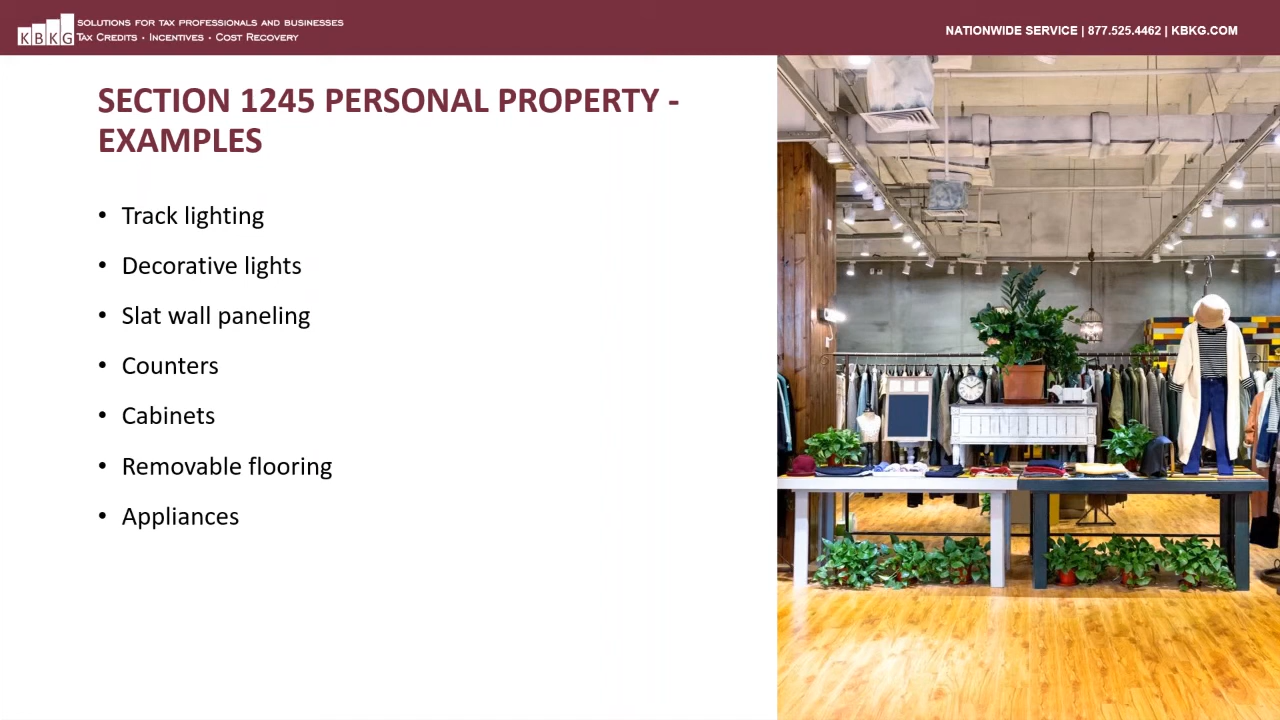 KBKG
SOLUTIONS FOR TAX PROFESSIONALS AND BUSINESSES
TAX CREDITS • INCENTIVES • COST RECOVERY
NATIONWIDE SERVICE | 877.525.4462 | KBKG.COM
SECTION 1245 PERSONAL PROPERTY -
EXAMPLES
• Track lighting
• Decorative lights
• Slat wall paneling
• Counters
• Cabinets
• Removable flooring
• Appliances